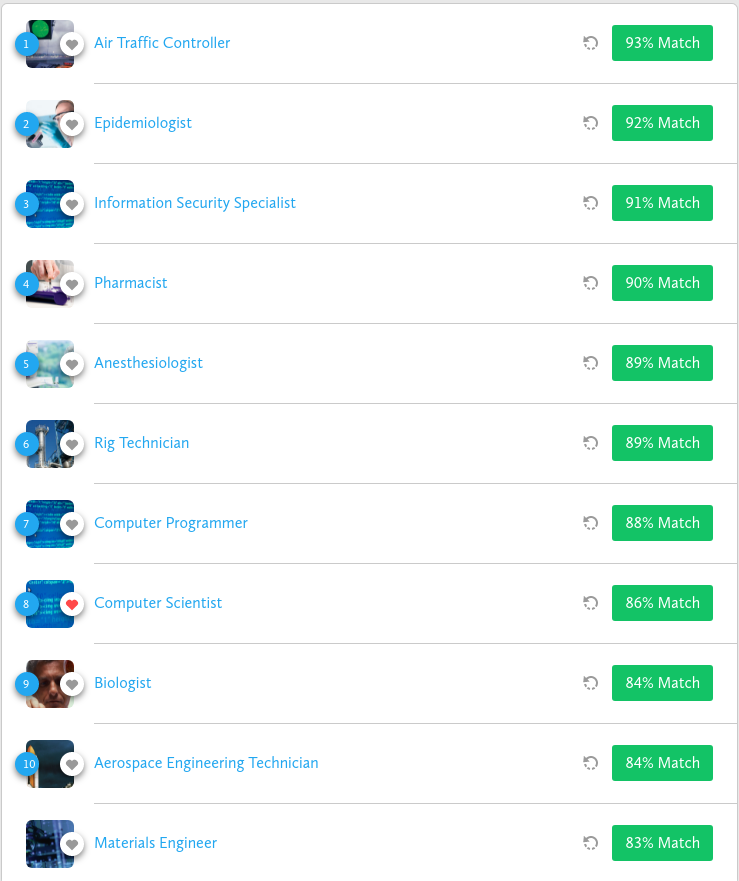 1 Air Traffic Controller 93% Match
2 Epidemiologist 92% Match
3 Information Security Specialist 91% Match
4 Pharmacist 90% Match
5 Anesthesiologist 89% Match
6 Rig Technician 89% Match
7 Computer Programmer 88% Match
8 Computer Scientist 86% Match
9 Biologist 84% Match
10 Aerospace Engineering Technician 84% Match
Materials Engineer 83% Match